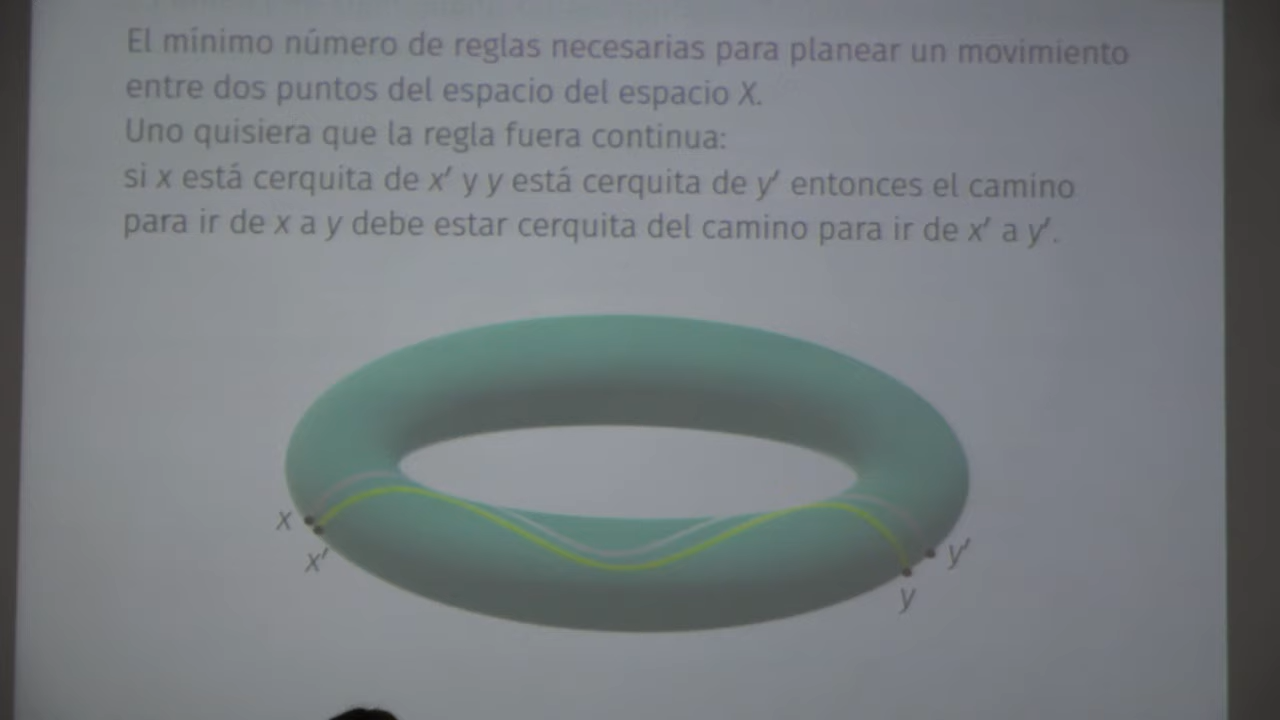 El mínimo número de reglas necesarias para planear un movimiento
entre dos puntos del espacio del espacio X.
Uno quisiera que la regla fuera continua:
si x está cerquita de x′ y y está cerquita de y′ entonces el camino
para ir de x a y debe estar cerquita del camino para ir de x′ a y′.
x
x′
y′
y